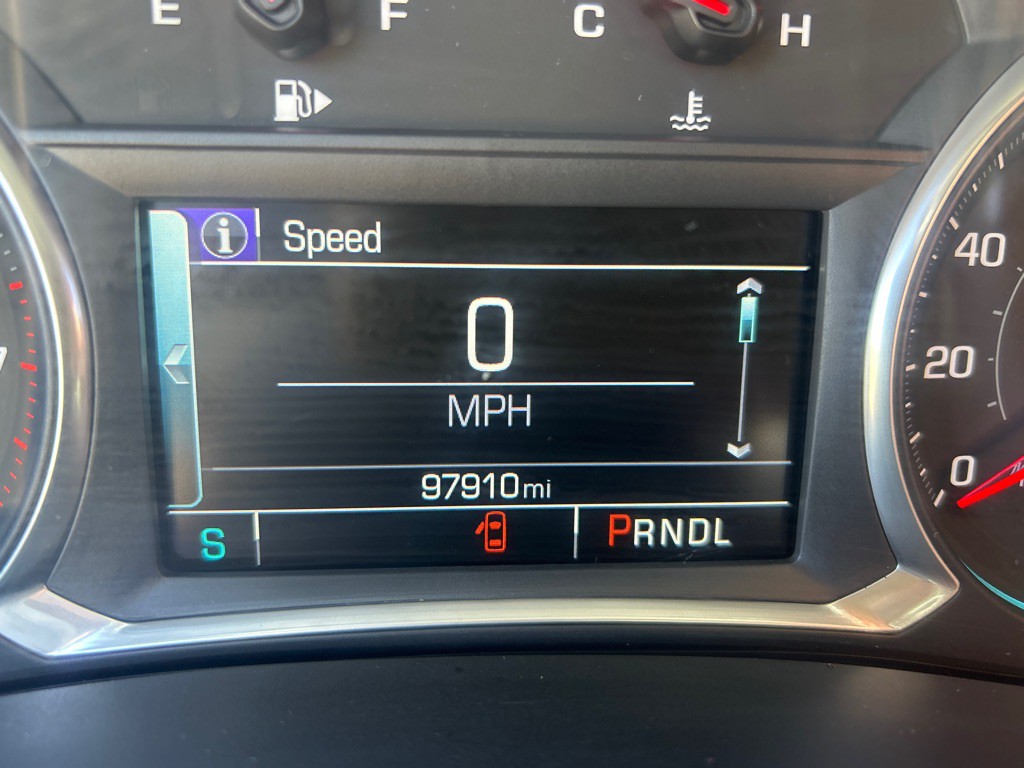 E F C H
i Speed
0
MPH
97910mi
S PRNDL
40
20
0